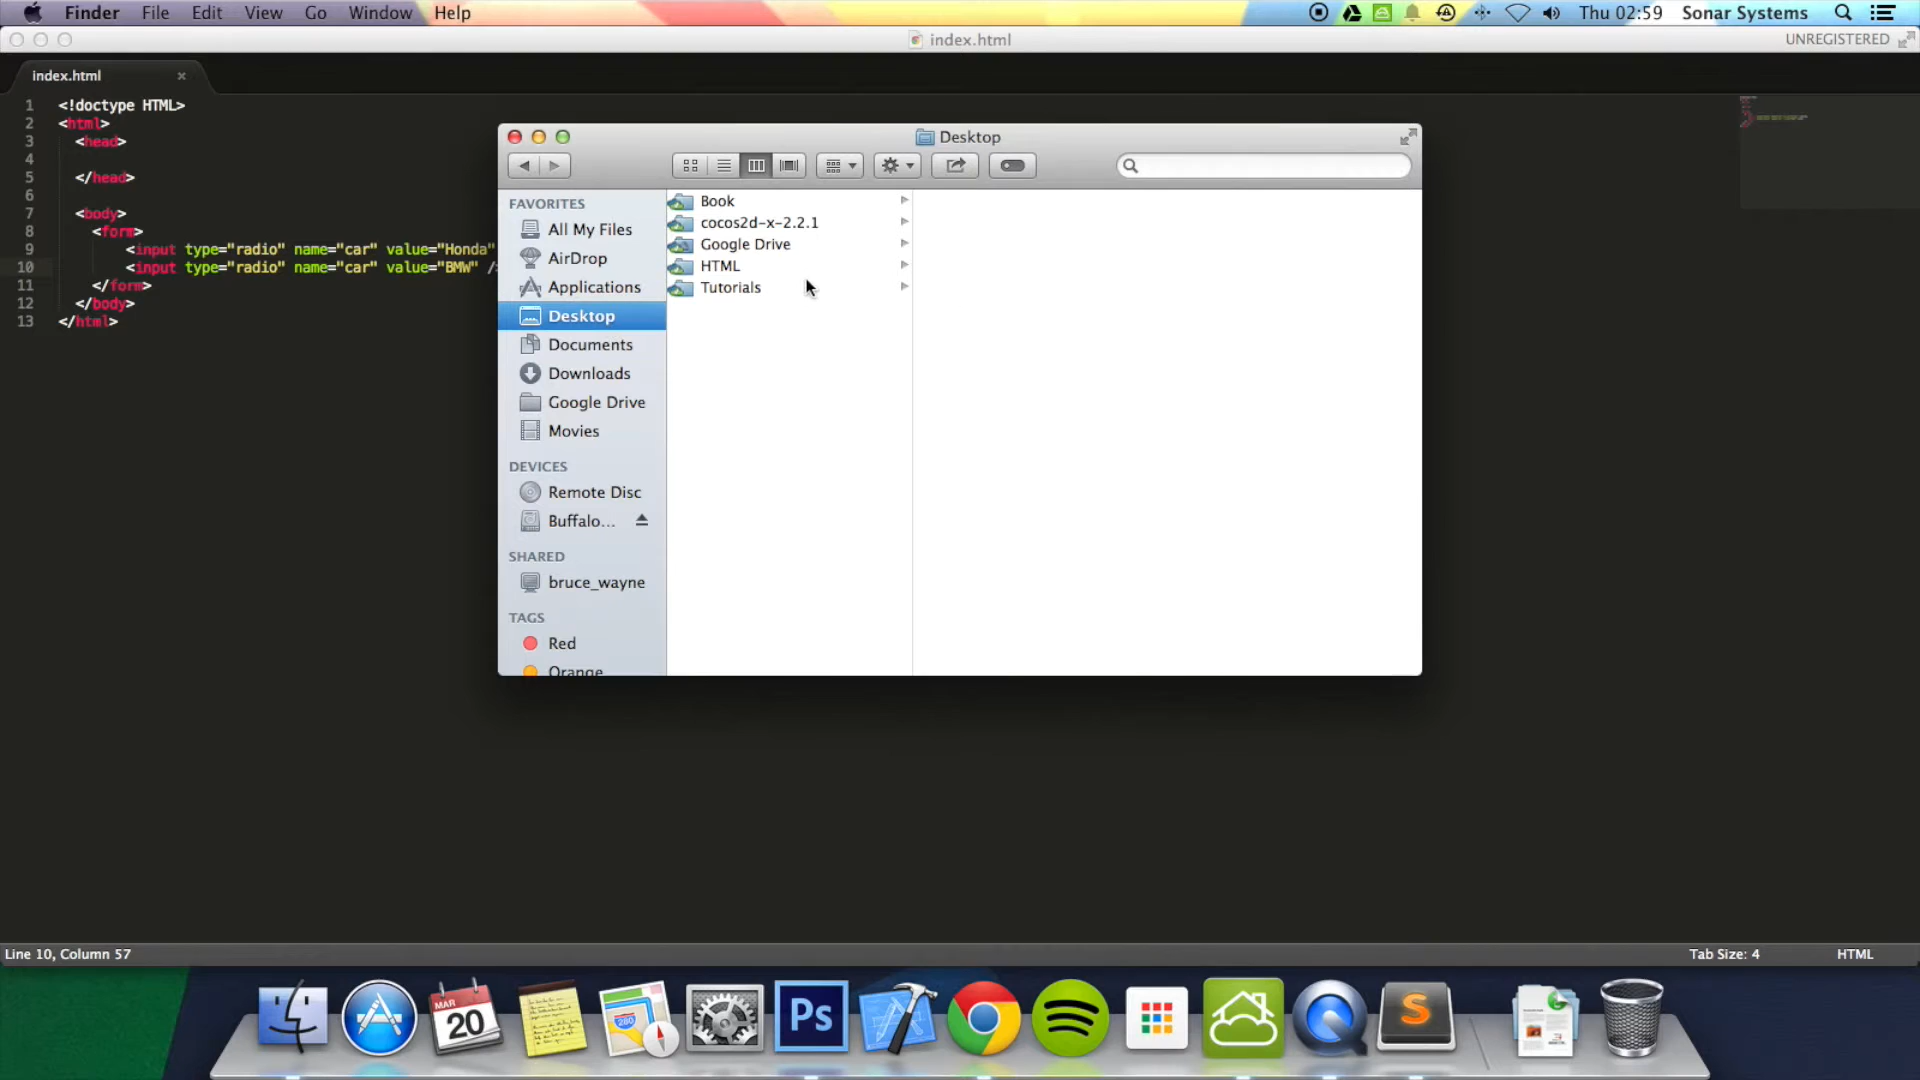 Finder File Edit View Go Window Help Thu 02:59 Sonar Systems
index.html UNREGISTERED
index.html
1 <!doctype HTML>
2 <html>
3 <head>
4
5 </head>
6
7 <body>
8 <form>
9 <input type="radio" name="car" value="Honda"
10 <input type="radio" name="car" value="BMW" />
11 </form>
12 </body>
13 </html>
Desktop
FAVORITES
All My Files
AirDrop
Applications
Desktop
Documents
Downloads
Google Drive
Movies
DEVICES
Remote Disc
Buffalo...
SHARED
bruce_wayne
TAGS
Red
Orange
Book
cocos2d-x-2.2.1
Google Drive
HTML
Tutorials
Line 10, Column 57 Tab Size: 4 HTML
MAR
20
280
Ps
S